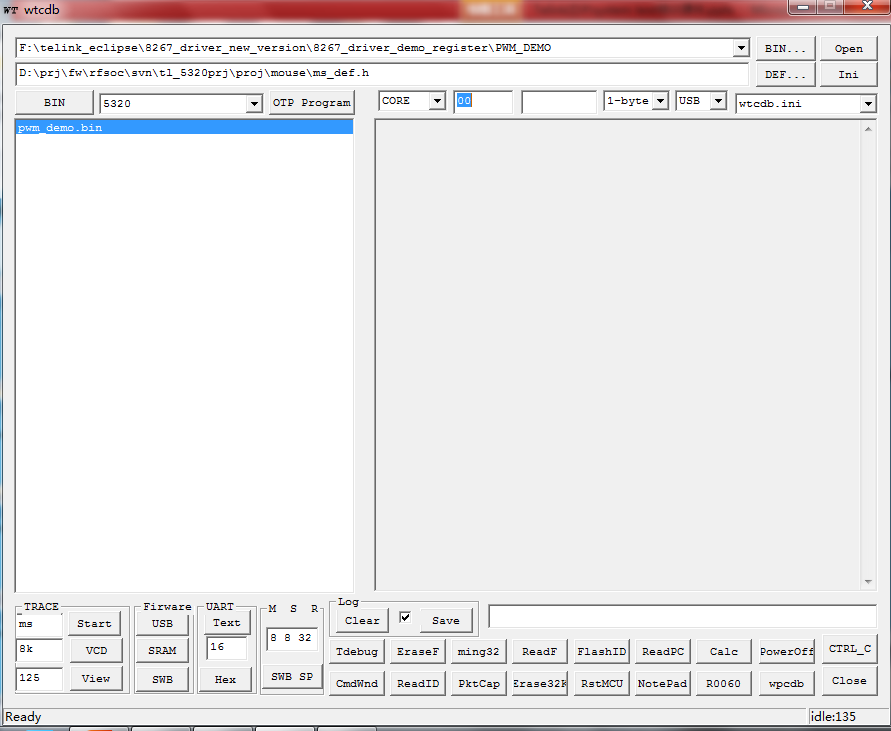 WT wtcdb
F:\telink_eclipse\8267_driver_new_version\8267_driver_demo_register\PWM_DEMO BIN... Open
D:\prj\fw\rfsoc\svn\tl_5320prj\proj\mouse\ms_def.h DEF... Ini
BIN 5320 OTP Program CORE 00 1-byte USB wtcdb.ini
pwm_demo.bin
TRACE Firware UART M S R Log
ms Start USB Text Clear Save
8k VCD SRAM 16 8 8 32 Tdebug EraseF ming32 ReadF FlashID ReadPC Calc PowerOff CTRL_C
125 View SWB Hex SWB SP CmdWnd ReadID PktCap Erase32K RstMCU NotePad R0060 wpcdb Close
Ready idle:135